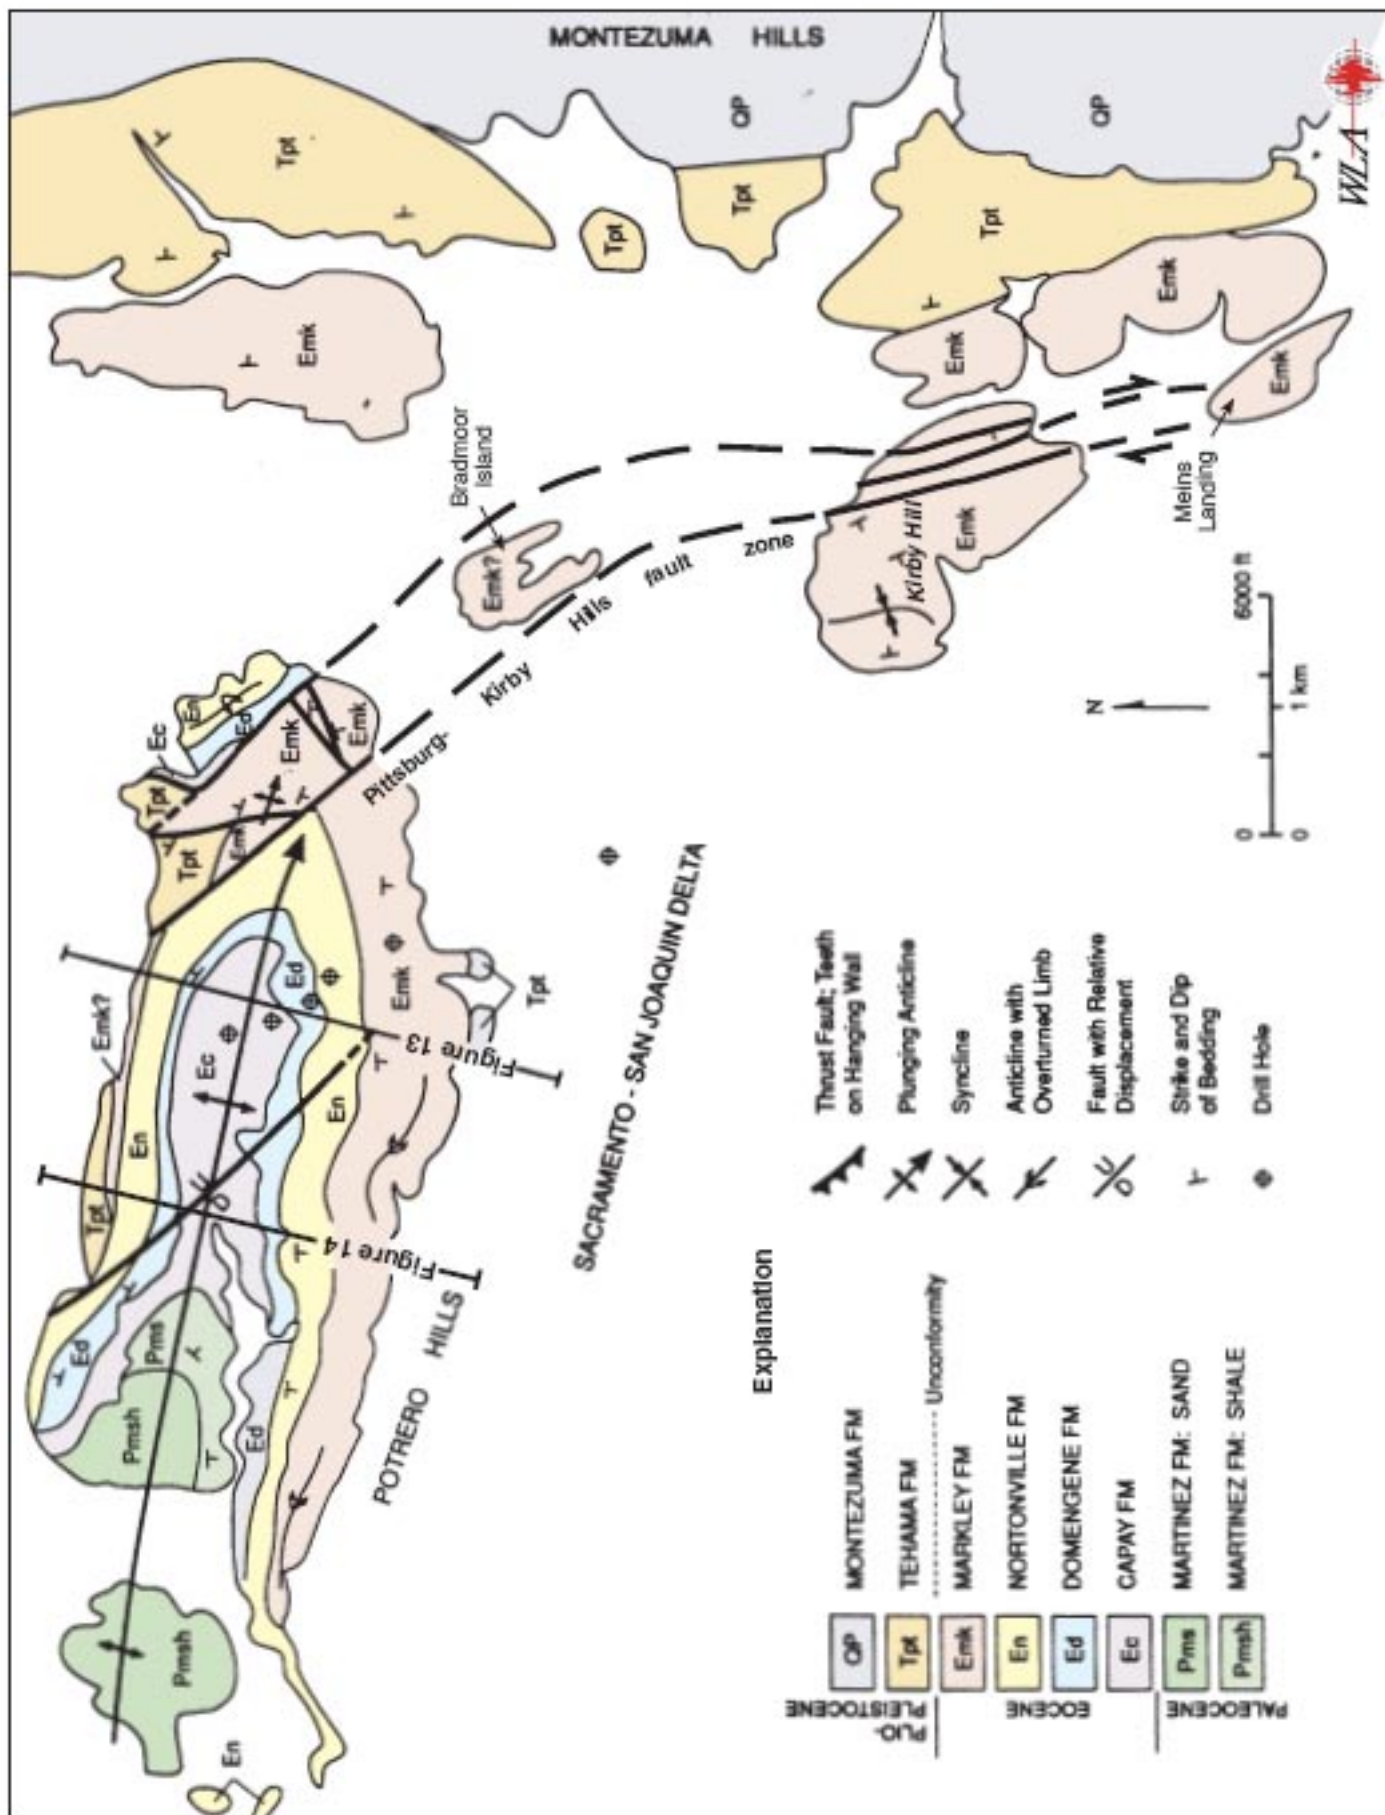 MONTEZUMA HILLS
QP
QP
WLA
Tpt
Tpt
Tpt
Tpt
Emk
Emk
Emk
Emk
Bradmoor
Island
Emk?
Meins
Landing
Kirby Hill
Emk
Pittsburg-
Kirby
Hills
fault
zone
En
Ed
Ec
Emk
Emk
Tpt
Tpt
Emk
Emk?
Ed
Ec
Emk
Tpt
En
En
Tpt
Figure 13
Figure 14
Pms
Ed
Pmsh
Ed
Pmsh
En
POTRERO HILLS
SACRAMENTO - SAN JOAQUIN DELTA
N
0
6000 ft
0
1 km
Explanation
PLIO-
PLEISTOCENE
QP
MONTEZUMA FM
Tpt
TEHAMA FM
Unconformity
EOCENE
Emk
MARKLEY FM
En
NORTONVILLE FM
Ed
DOMENGENE FM
Ec
CAPAY FM
PALEOCENE
Pms
MARTINEZ FM: SAND
Pmsh
MARTINEZ FM: SHALE
Thrust Fault; Teeth
on Hanging Wall
Plunging Anticline
Syncline
Anticline with
Overturned Limb
U
D
Fault with Relative
Displacement
Strike and Dip
of Bedding
Drill Hole